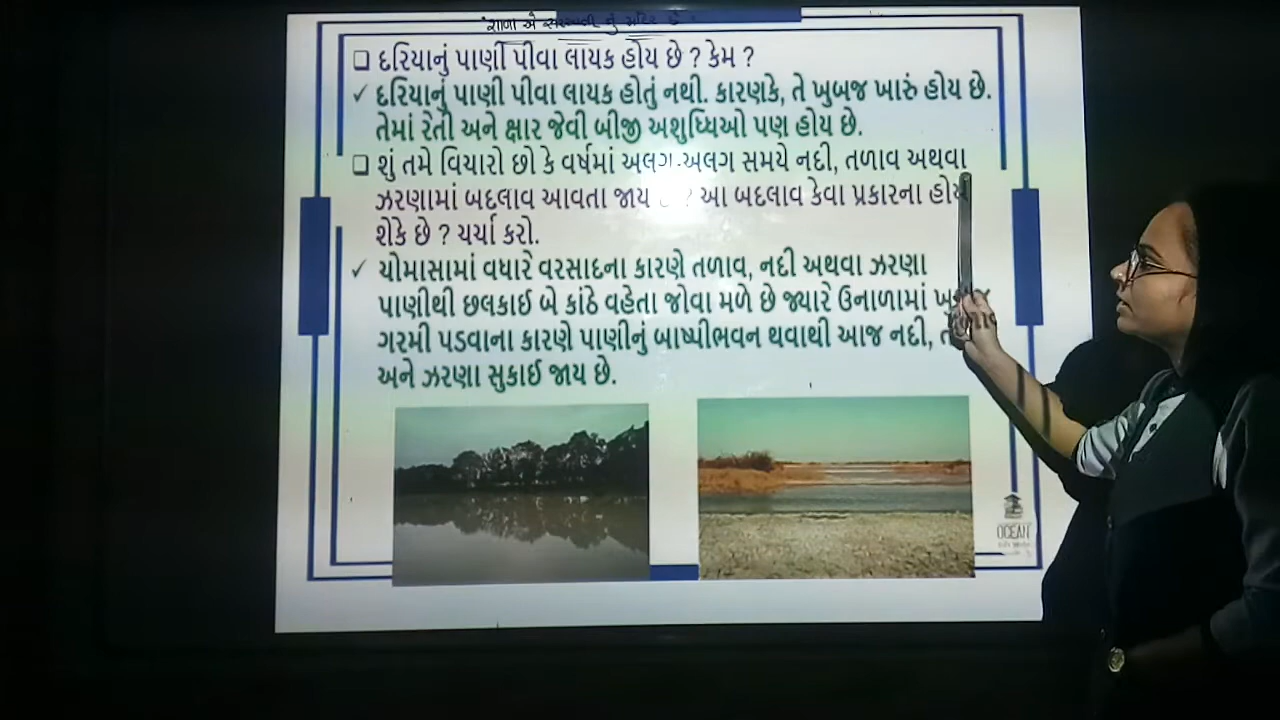 શાળા એ સરસ્વતી નું મંદિર છે
❑ દરિયાનું પાણી પીવા લાયક હોય છે ? કેમ ?
✓ દરિયાનું પાણી પીવા લાયક હોતું નથી. કારણકે, તે ખુબજ ખારું હોય છે.
તેમાં રેતી અને ક્ષાર જેવી બીજી અશુધ્ધિઓ પણ હોય છે.
❑ શું તમે વિચારો છો કે વર્ષમાં અલગ-અલગ સમયે નદી, તળાવ અથવા
ઝરણામાં બદલાવ આવતા જાય ? આ બદલાવ કેવા પ્રકારના હોય
શેકે છે ? ચર્ચા કરો.
✓ ચોમાસામાં વધારે વરસાદના કારણે તળાવ, નદી અથવા ઝરણા
પાણીથી છલકાઈ બે કાંઠે વહેતા જોવા મળે છે જ્યારે ઉનાળામાં
ગરમી પડવાના કારણે પાણીનું બાષ્પીભવન થવાથી આજ નદી,
અને ઝરણા સુકાઈ જાય છે.
OCEAN